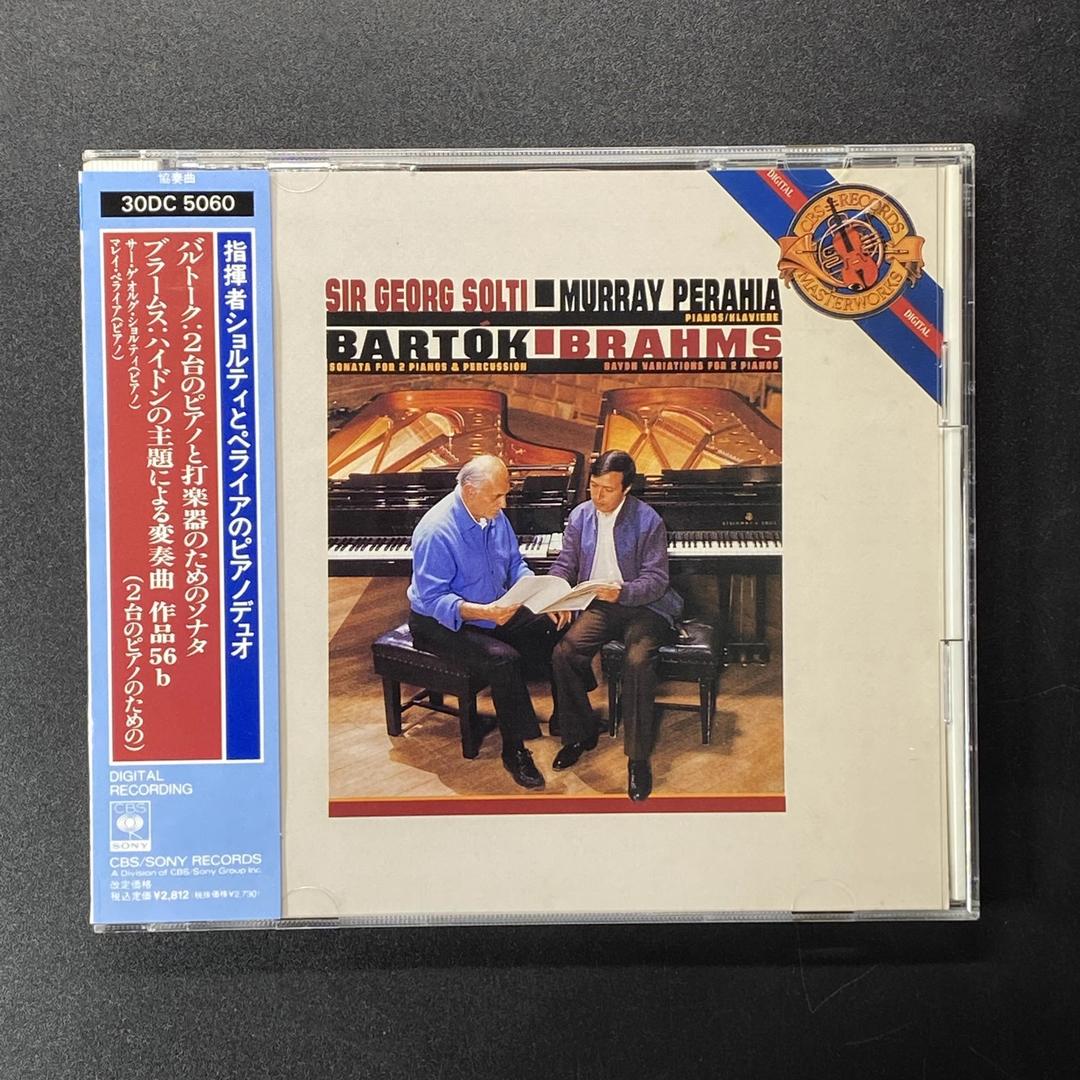 協奏曲
30DC 5060
指揮者ショルティとペライアのピアノデュオ
バルトーク:2台のピアノと打楽器のためのソナタ
ブラームス:ハイドンの主題による変奏曲 作品56b
(2台のピアノのための)
サー・ゲオルグ・ショルティ(ピアノ)
マレイ・ペライア(ピアノ)
DIGITAL
RECORDING
CBS
SONY
CBS/SONY RECORDS
A Division of CBS/Sony Group Inc.
改定価格
税込定価¥2,812(税抜価格¥2,730)
DIGITAL
CBS RECORDS
MASTERWORKS
DIGITAL
SIR GEORG SOLTI ■ MURRAY PERAHIA
PIANOS/KLAVIERE
BARTÓK ■ BRAHMS
SONATA FOR 2 PIANOS & PERCUSSION
HAYDN VARIATIONS FOR 2 PIANOS